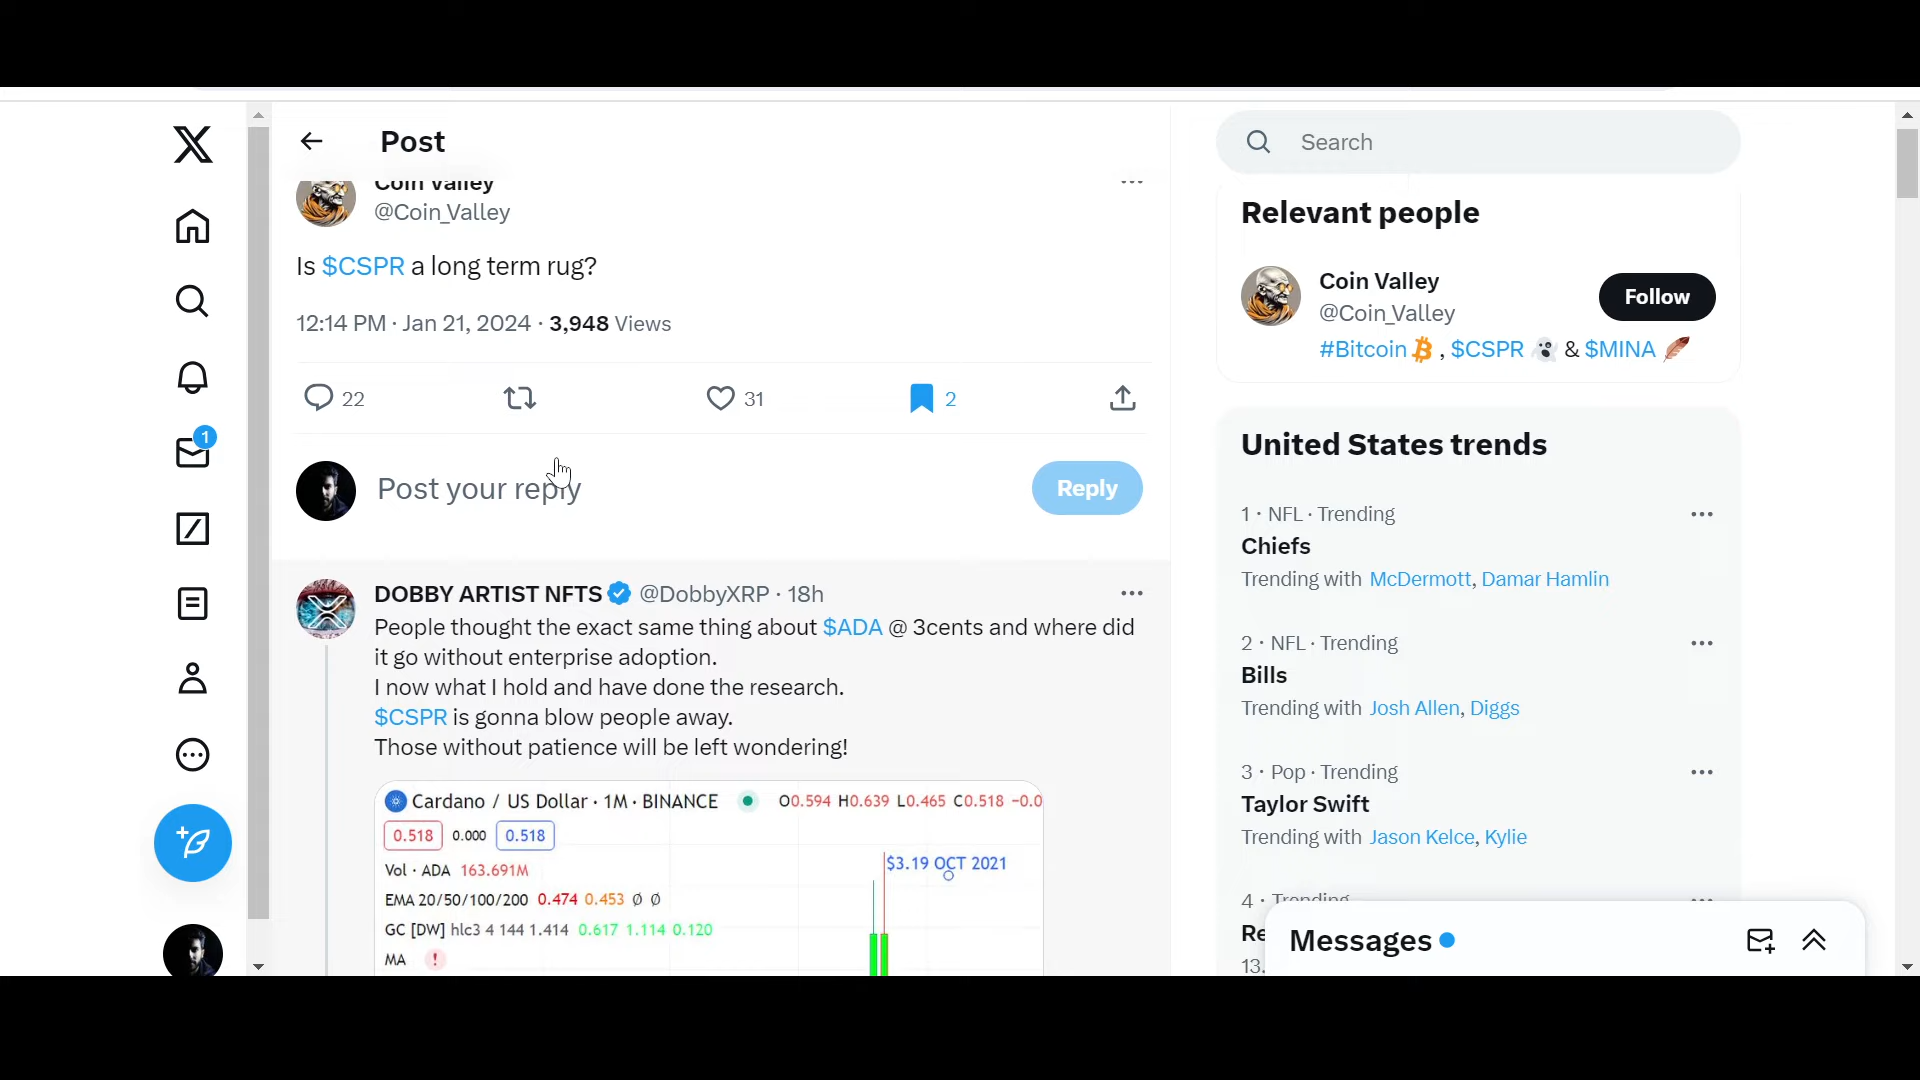 Post
Coin Valley
@Coin_Valley
Is $CSPR a long term rug?
12:14 PM · Jan 21, 2024 · 3,948 Views
22
31
2
Post your reply
Reply
DOBBY ARTIST NFTS @DobbyXRP · 18h
People thought the exact same thing about $ADA @ 3cents and where did
it go without enterprise adoption.
I now what I hold and have done the research.
$CSPR is gonna blow people away.
Those without patience will be left wondering!
Cardano / US Dollar · 1M · BINANCE O0.594 H0.639 L0.465 C0.518 −0.0
0.518 0.000 0.518
Vol · ADA 163.691M
$3.19 OCT 2021
EMA 20/50/100/200 0.474 0.453 ∅ ∅
GC [DW] hlc3 4 144 1.414 0.617 1.114 0.120
MA !
1
Search
Relevant people
Coin Valley
@Coin_Valley
Follow
#Bitcoin , $CSPR 👻 & $MINA 🪶
United States trends
1 · NFL · Trending
Chiefs
Trending with McDermott, Damar Hamlin
2 · NFL · Trending
Bills
Trending with Josh Allen, Diggs
3 · Pop · Trending
Taylor Swift
Trending with Jason Kelce, Kylie
4 · Trending
Re
13.
Messages